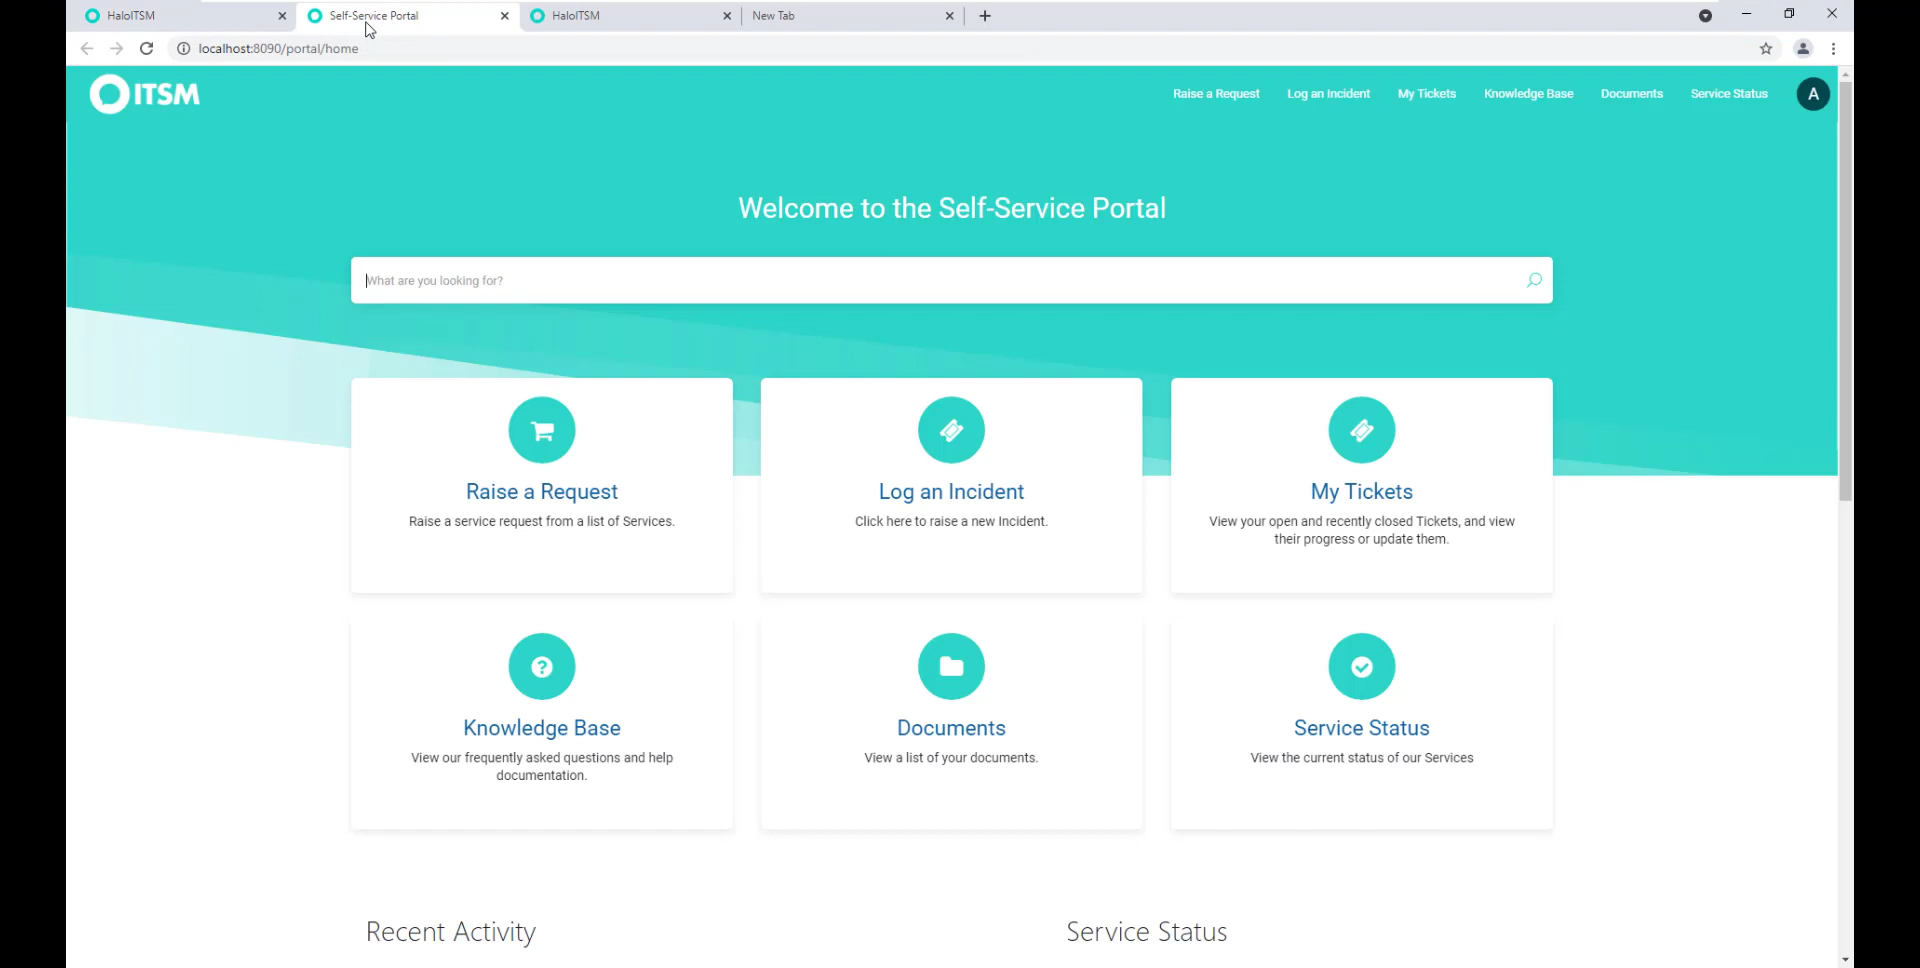 HaloITSM
Self-Service Portal
HaloITSM
New Tab
localhost:8090/portal/home
ITSM
Raise a Request
Log an Incident
My Tickets
Knowledge Base
Documents
Service Status
A
Welcome to the Self-Service Portal
What are you looking for?
Raise a Request
Raise a service request from a list of Services.
Log an Incident
Click here to raise a new Incident.
My Tickets
View your open and recently closed Tickets, and view
their progress or update them.
Knowledge Base
View our frequently asked questions and help
documentation.
Documents
View a list of your documents.
Service Status
View the current status of our Services
Recent Activity
Service Status